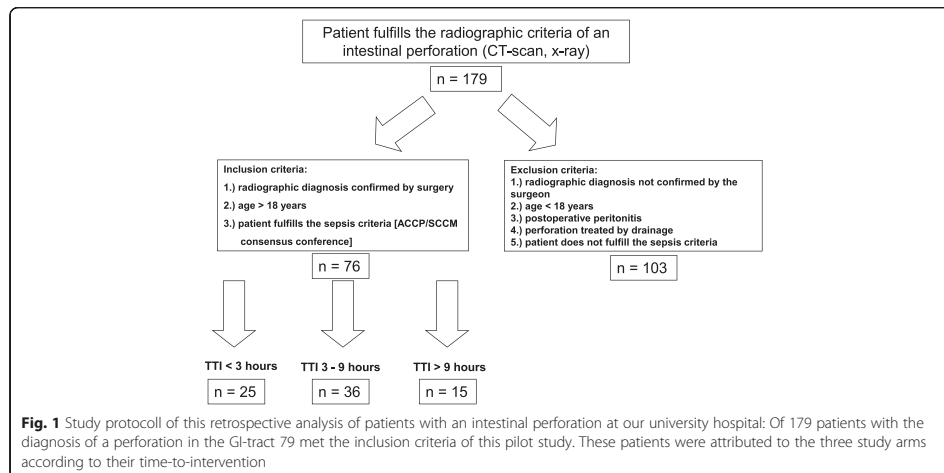 Patient fulfills the radiographic criteria of an
intestinal perforation (CT-scan, x-ray)
n = 179
Inclusion criteria:
1.) radiographic diagnosis confirmed by surgery
2.) age > 18 years
3.) patient fulfills the sepsis criteria [ACCP/SCCM
consensus conference]
n = 76
Exclusion criteria:
1.) radiographic diagnosis not confirmed by the
surgeon
2.) age < 18 years
3.) postoperative peritonitis
4.) perforation treated by drainage
5.) patient does not fulfill the sepsis criteria
n = 103
TTI < 3 hours
n = 25
TTI 3 - 9 hours
n = 36
TTI > 9 hours
n = 15
Fig. 1 Study protocoll of this retrospective analysis of patients with an intestinal perforation at our university hospital: Of 179 patients with the
diagnosis of a perforation in the GI-tract 79 met the inclusion criteria of this pilot study. These patients were attributed to the three study arms
according to their time-to-intervention